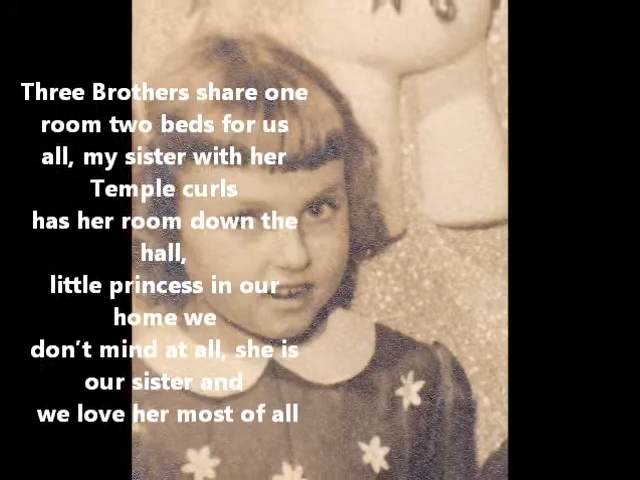 Three Brothers share one
room two beds for us
all, my sister with her
Temple curls
has her room down the
hall,
little princess in our
home we
don’t mind at all, she is
our sister and
we love her most of all